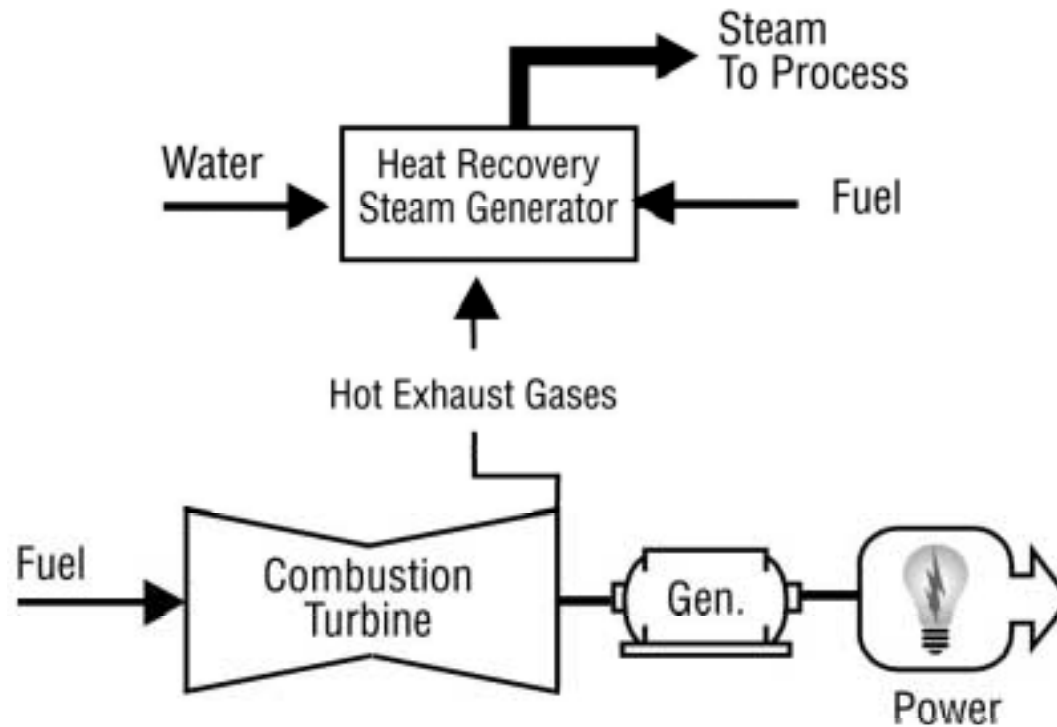 Steam
To Process
Water
Heat Recovery
Steam Generator
Fuel
Hot Exhaust Gases
Fuel
Combustion
Turbine
Gen.
Power